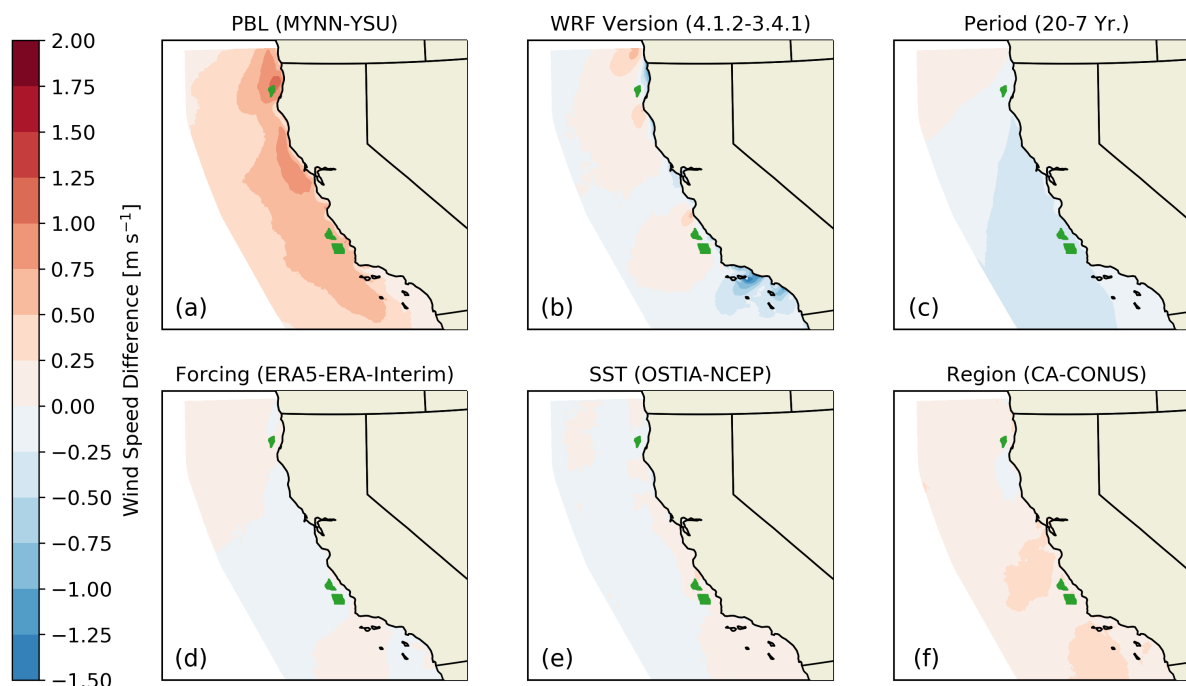 PBL (MYNN-YSU)
WRF Version (4.1.2-3.4.1)
Period (20-7 Yr.)
2.00
1.75
1.50
1.25
1.00
0.75
0.50
0.25
0.00
−0.25
−0.50
−0.75
−1.00
−1.25
−1.50
Wind Speed Difference [m s⁻¹]
(a)
(b)
(c)
Forcing (ERA5-ERA-Interim)
SST (OSTIA-NCEP)
Region (CA-CONUS)
(d)
(e)
(f)